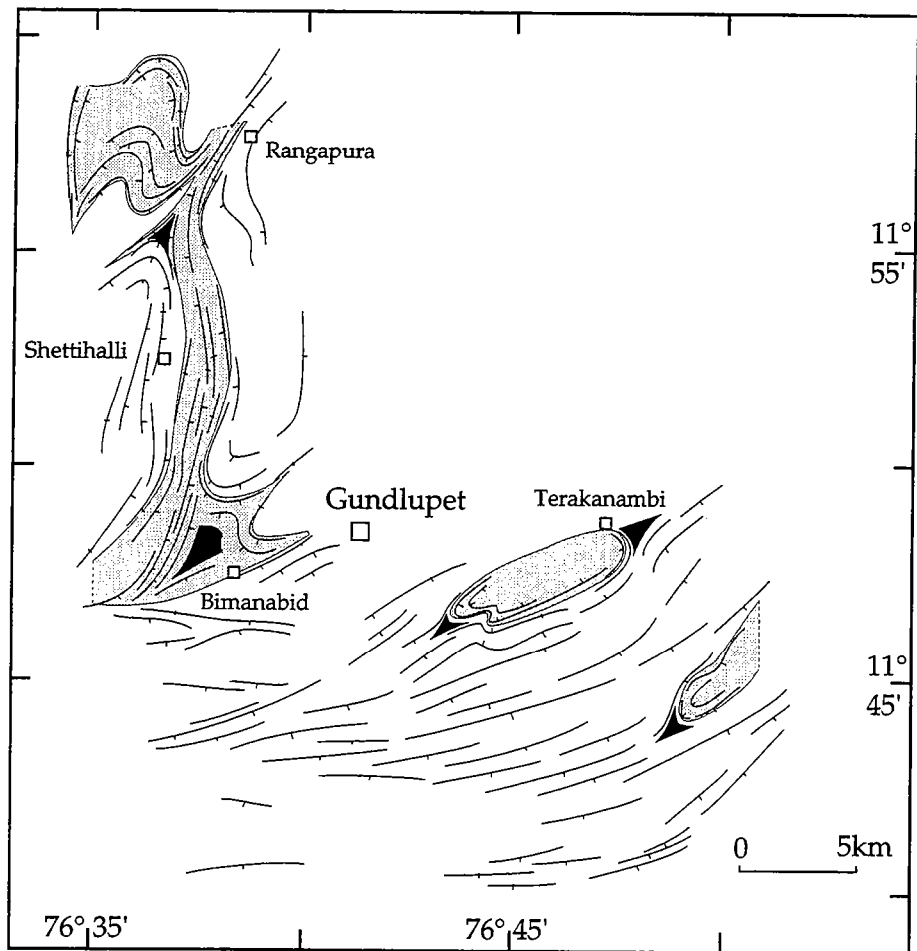 Rangapura
11°
55'
Shettihalli
Gundlupet
Terakanambi
Bimanabid
11°
45'
0 5km
76° 35'
76° 45'